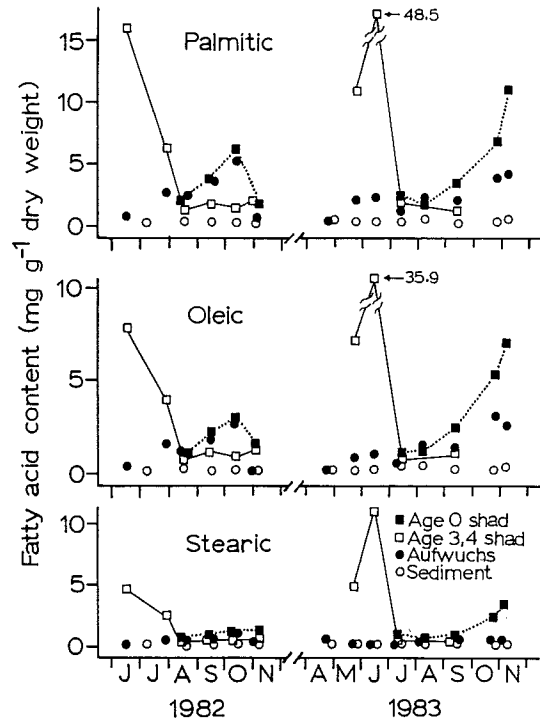 Fatty acid content (mg g⁻¹ dry weight)
Palmitic
48.5
15
10
5
0
Oleic
35.9
10
5
0
Stearic
Age 0 shad
Age 3,4 shad
Aufwuchs
Sediment
10
5
0
J J A S O N A M J J A S O N
1982 1983